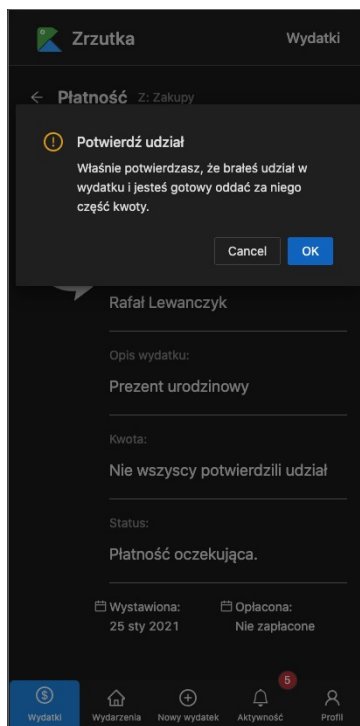 Zrzutka
Wydatki
← Płatność Z: Zakupy
Potwierdź udział
Właśnie potwierdzasz, że brałeś udział w
wydatku i jesteś gotowy oddać za niego
część kwoty.
Cancel
OK
Rafał Lewanczyk
Opis wydatku:
Prezent urodzinowy
Kwota:
Nie wszyscy potwierdzili udział
Status:
Płatność oczekująca.
Wystawiona:
25 sty 2021
Opłacona:
Nie zapłacone
5
Wydatki
Wydarzenia
Nowy wydatek
Aktywność
Profil